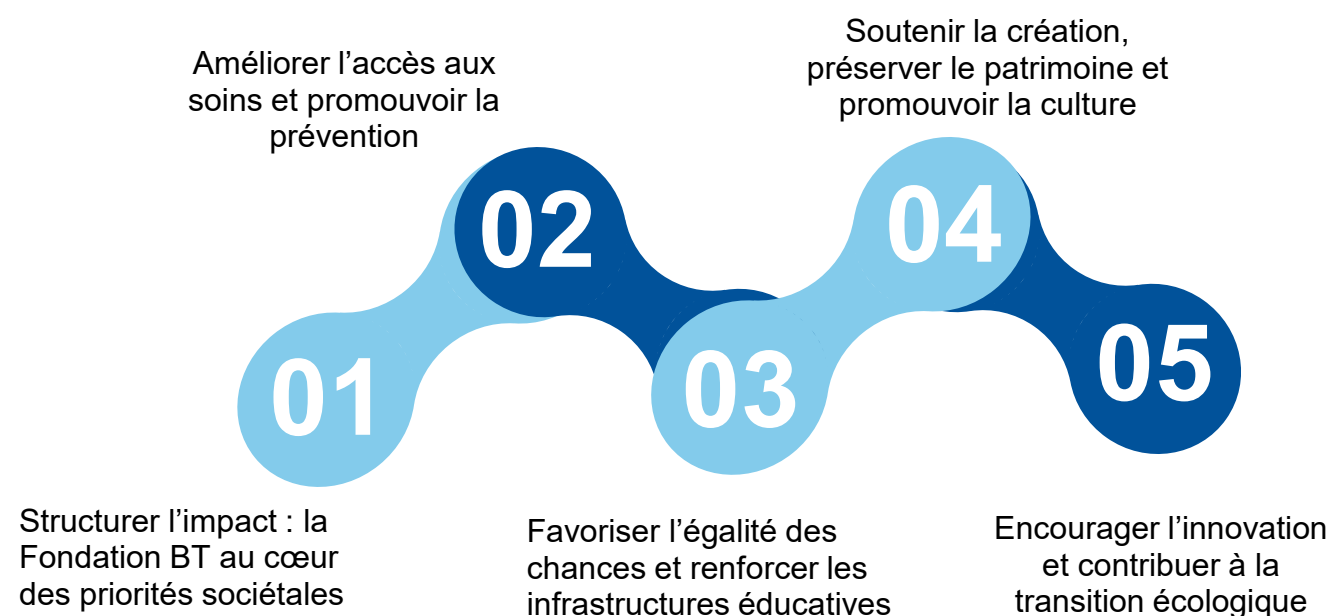 Améliorer l’accès aux
soins et promouvoir la
prévention
Soutenir la création,
préserver le patrimoine et
promouvoir la culture
02
04
01
03
05
Structurer l’impact : la
Fondation BT au cœur
des priorités sociétales
Favoriser l’égalité des
chances et renforcer les
infrastructures éducatives
Encourager l’innovation
et contribuer à la
transition écologique